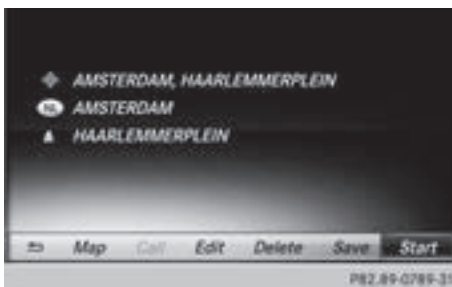 AMSTERDAM, HAARLEMMERPLEIN
NL AMSTERDAM
HAARLEMMERPLEIN
Map Call Edit Delete Save Start
P82.89-0789-31